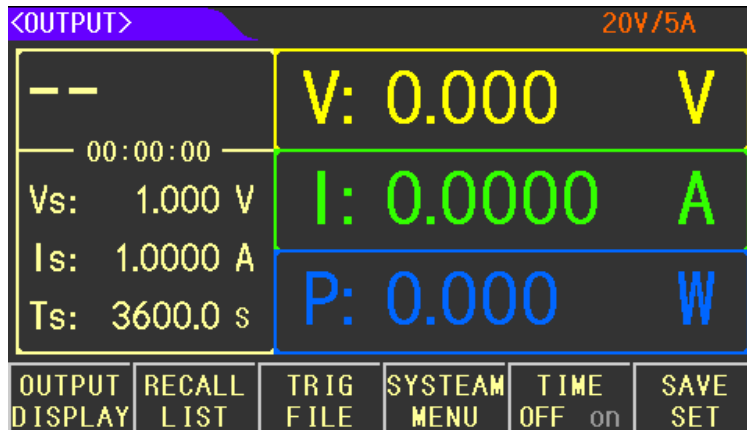 <OUTPUT> 20V/5A
--
00:00:00
Vs: 1.000 V
Is: 1.0000 A
Ts: 3600.0 s
V: 0.000 V
I: 0.0000 A
P: 0.000 W
OUTPUT DISPLAY
RECALL LIST
TRIG FILE
SYSTEAM MENU
TIME OFF on
SAVE SET